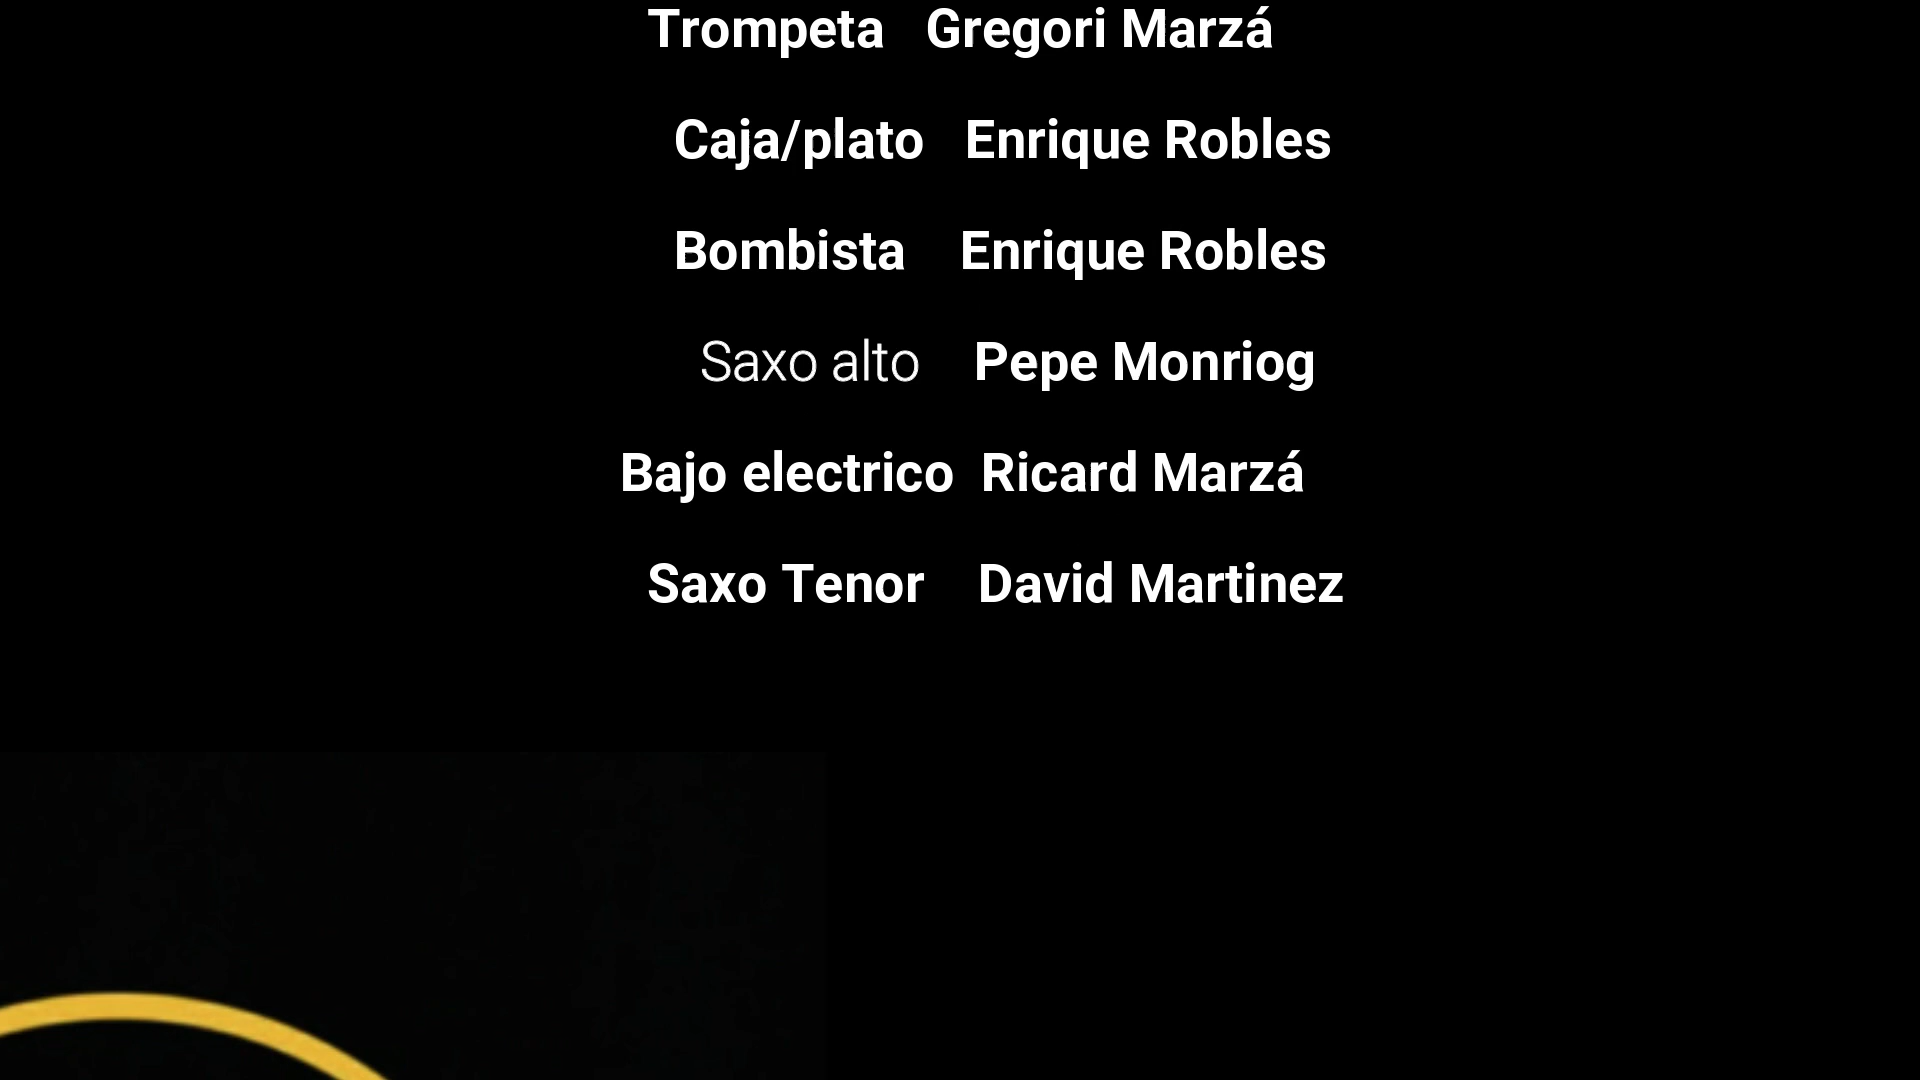 Trompeta Gregori Marzá
Caja/plato Enrique Robles
Bombista Enrique Robles
Saxo alto Pepe Monriog
Bajo electrico Ricard Marzá
Saxo Tenor David Martinez